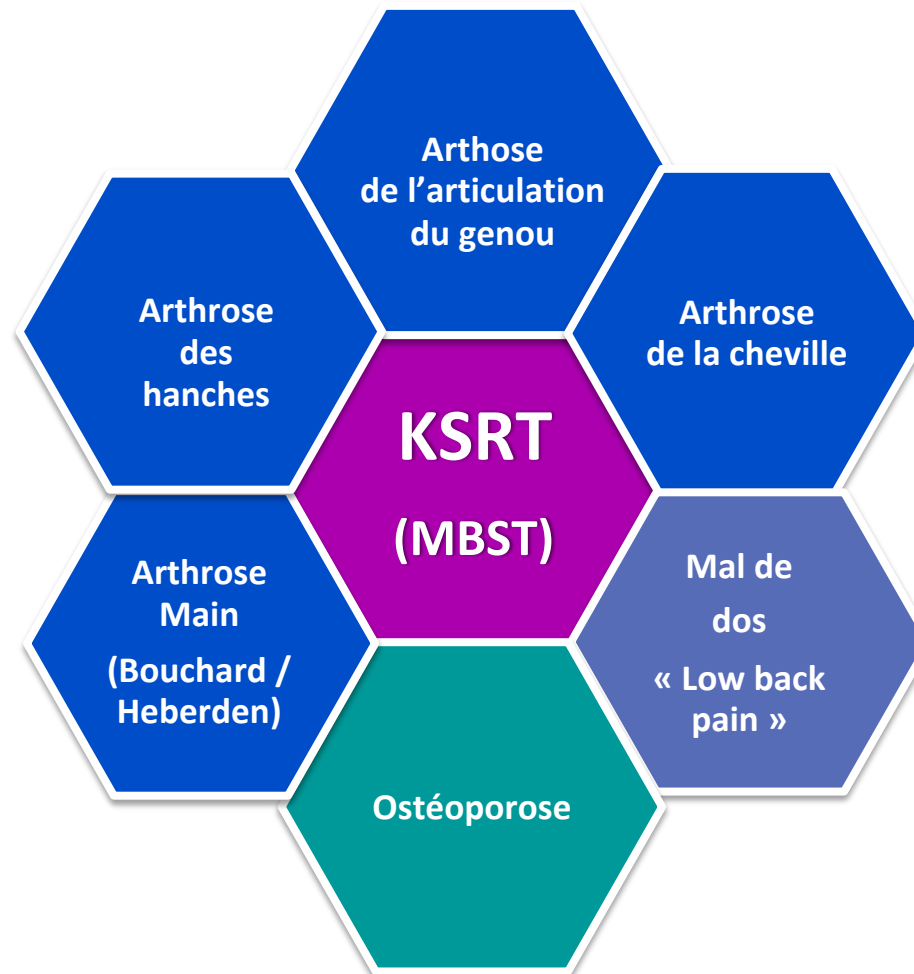 Arthose
de l’articulation
du genou
Arthrose
des
hanches
Arthrose
de la cheville
KSRT
(MBST)
Arthrose
Main
(Bouchard /
Heberden)
Mal de
dos
« Low back
pain »
Ostéoporose